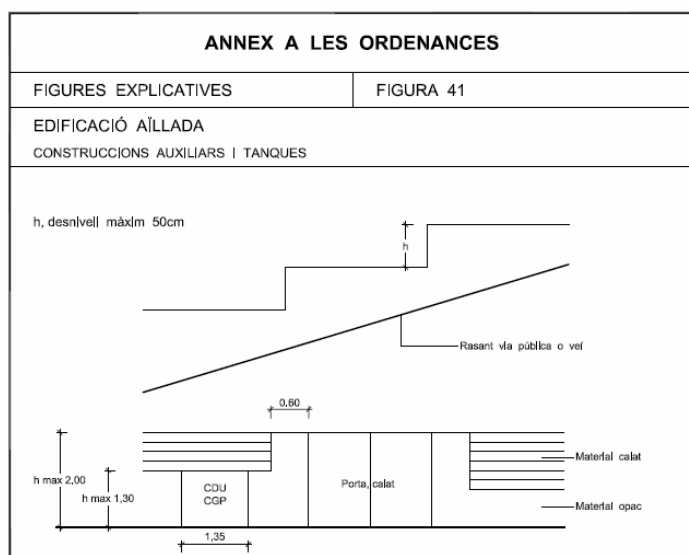 ANNEX A LES ORDENANCES
FIGURES EXPLICATIVES
FIGURA 41
EDIFICACIÓ AÏLLADA
CONSTRUCCIONS AUXILIARS I TANQUES
h, desnivell màxim 50cm
h
Rasant via pública o veí
0,60
h max 2,00
h max 1,30
CDU
CGP
Porta, calat
Material calat
Material opac
1,35